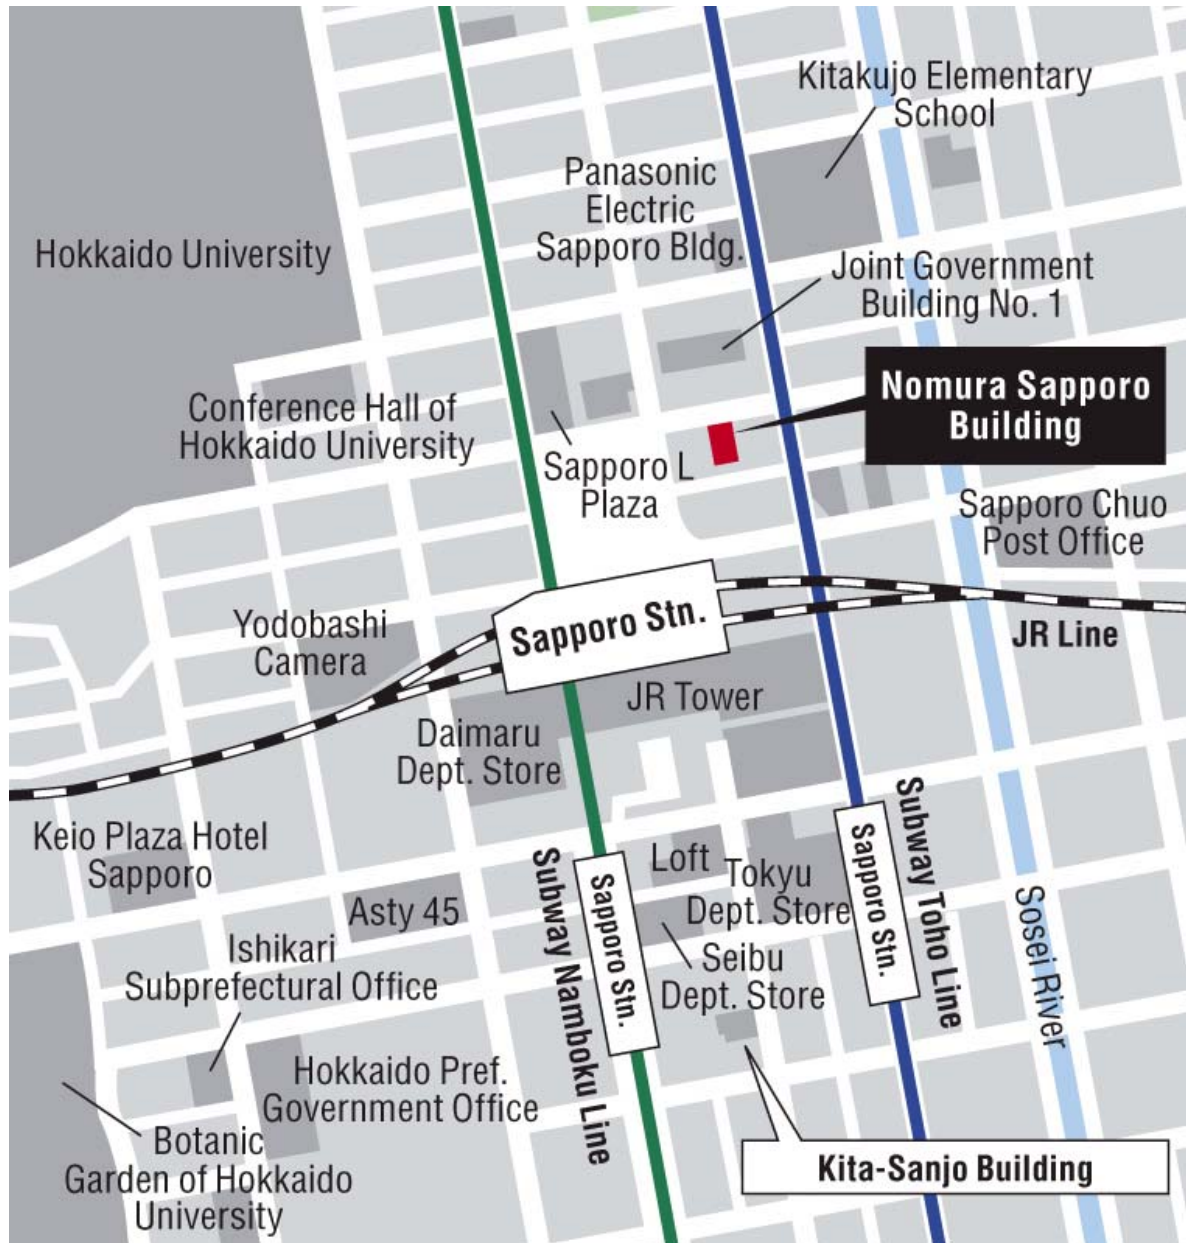 Kitakujo Elementary
School
Panasonic
Electric
Sapporo Bldg.
Hokkaido University
Joint Government
Building No. 1
Nomura Sapporo
Building
Conference Hall of
Hokkaido University
Sapporo L
Plaza
Sapporo Chuo
Post Office
Yodobashi
Camera
Sapporo Stn.
JR Line
JR Tower
Daimaru
Dept. Store
Keio Plaza Hotel
Sapporo
Loft
Tokyu
Dept. Store
Asty 45
Subway Namboku Line
Sapporo Stn.
Sapporo Stn.
Subway Toho Line
Sosei River
Seibu
Dept. Store
Ishikari
Subprefectural Office
Hokkaido Pref.
Government Office
Botanic
Garden of Hokkaido
University
Kita-Sanjo Building